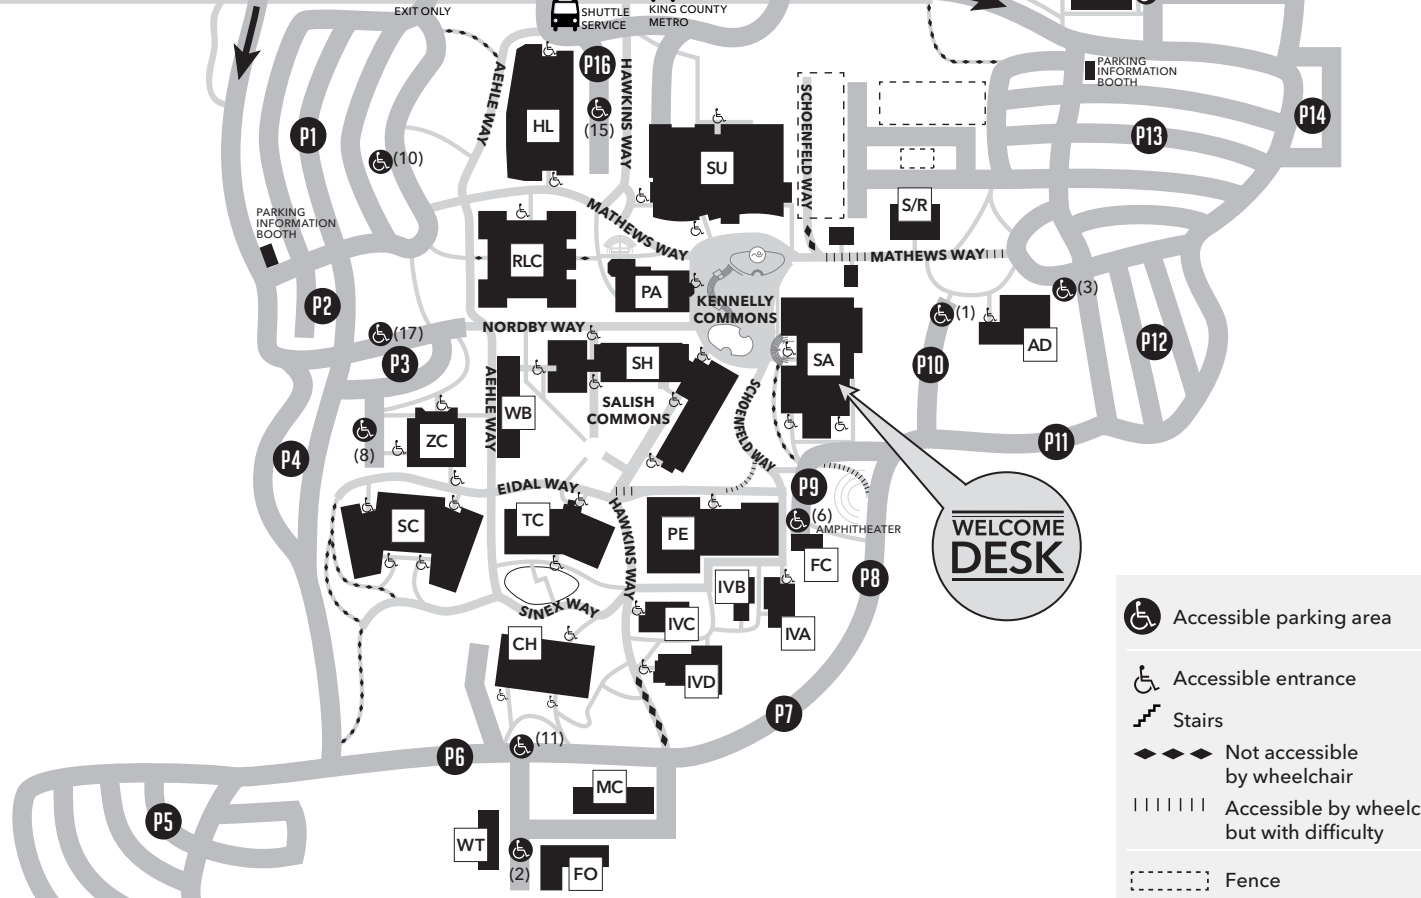 EXIT ONLY
SHUTTLE
SERVICE
KING COUNTY
METRO
P16
(15)
HL
AEHLE WAY
HAWKINS WAY
P1
(10)
SU
SCHOENFELD WAY
PARKING
INFORMATION
BOOTH
P14
P13
S/R
PARKING
INFORMATION
BOOTH
MATHEWS WAY
RLC
PA
KENNELLY
COMMONS
MATHEWS WAY
P2
(17)
P3
NORDBY WAY
SH
SA
(1)
(3)
AD
P10
P12
AEHLE WAY
WB
SALISH
COMMONS
SCHOENFELD WAY
ZC
(8)
P4
P11
EIDAL WAY
P9
(6)
AMPHITHEATER
WELCOME
DESK
SC
TC
HAWKINS WAY
PE
FC
P8
IVB
IVA
IVC
IVD
SINEX WAY
CH
P7
(11)
P6
MC
P5
WT
(2)
FO
Accessible parking area
Accessible entrance
Stairs
Not accessible
by wheelchair
Accessible by wheelc
but with difficulty
Fence